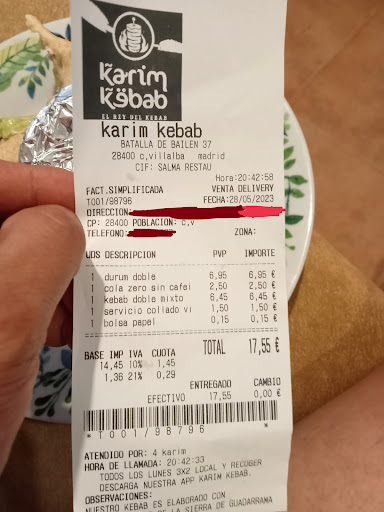 Karim
Kebab
EL REY DEL KEBAB
karim kebab
BATALLA DE BAILEN 37
28400 c,villalba madrid
CIF: SALMA RESTAU
Hora:20:42:58
FACT.SIMPLIFICADA VENTA DELIVERY
T001/98796 FECHA:28/05/2023
DIRECCION:
CP: 28400 POBLACION: c,v
TELEFONO: ZONA:
UDS DESCRIPCION PVP IMPORTE
1 durum doble 6,95 6,95 €
1 cola zero sin cafei 2,50 2,50 €
1 kebab doble mixto 6,45 6,45 €
1 servicio collado vi 1,50 1,50 €
1 bolsa papel 0,15 0,15 €
BASE IMP IVA CUOTA TOTAL 17,55 €
14,45 10% 1,45
1,36 21% 0,29
ENTREGADO CAMBIO
EFECTIVO 17,55 0,00 €
*T001/98796*
ATENDIDO POR: 4 karim
HORA DE LLAMADA: 20:42:33
TODOS LOS LUNES 3X2 LOCAL Y RECOGER
DESCARGA NUESTRA APP KARIM KEBAB.
OBSERVACIONES:
NUESTRO KEBAB ES ELABORADO CON
DE LA SIERRA DE GUADARRAMA